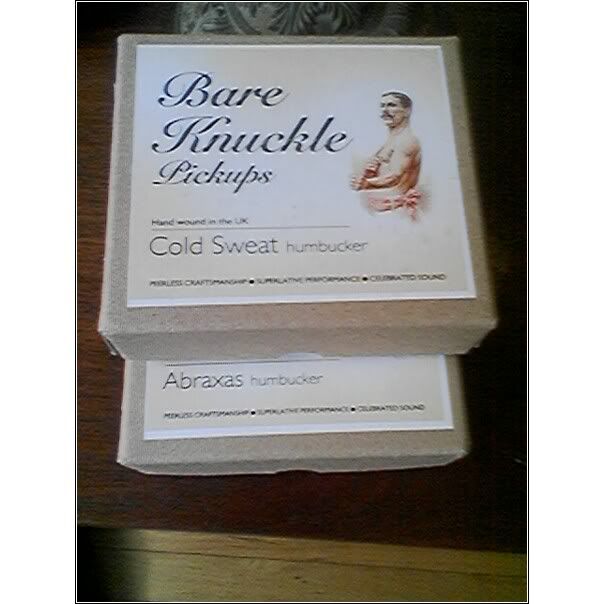 Bare
Knuckle
Pickups
Hand wound in the UK
Cold Sweat humbucker
PEERLESS CRAFTSMANSHIP ● SUPERLATIVE PERFORMANCE ● CELEBRATED SOUND
Abraxas humbucker
PEERLESS CRAFTSMANSHIP ● SUPERLATIVE PERFORMANCE ● CELEBRATED SOUND